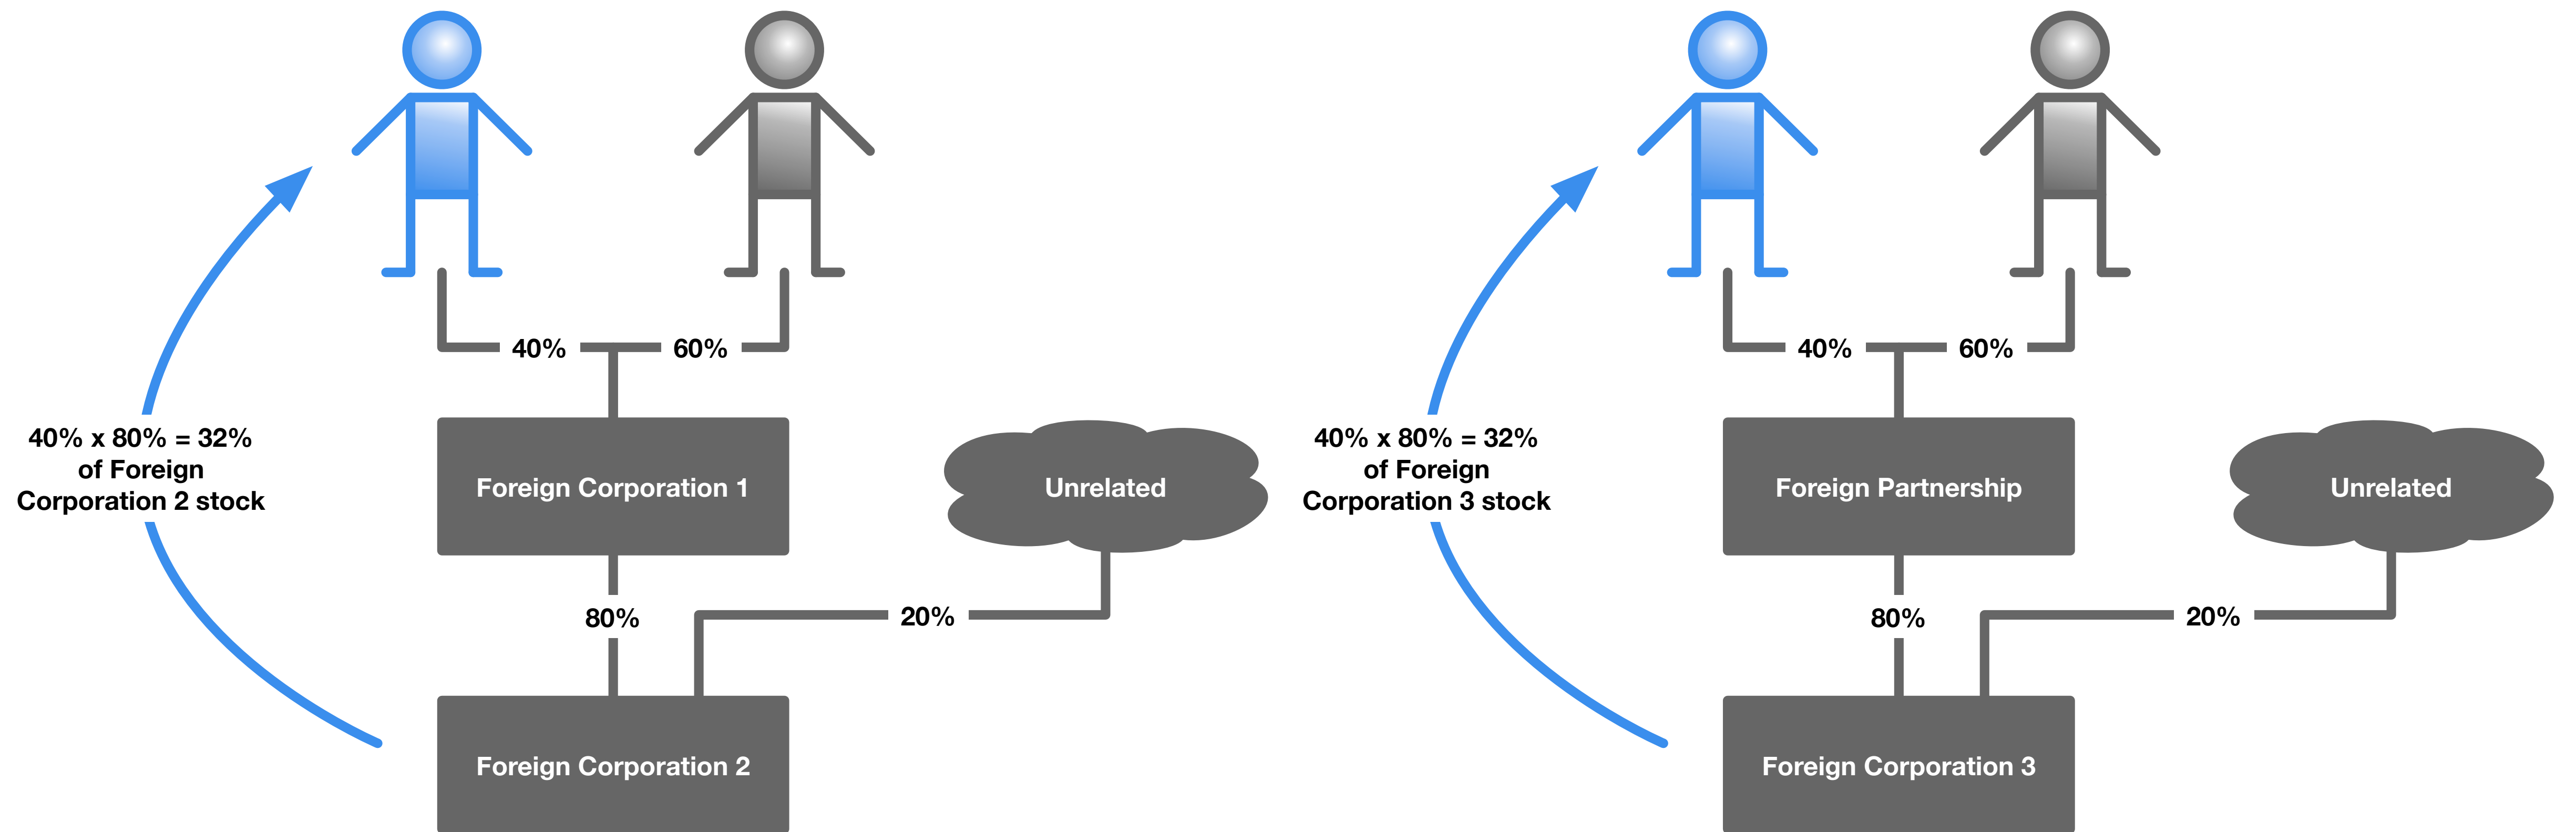 40%
60%
40% x 80% = 32%
of Foreign
Corporation 2 stock
Foreign Corporation 1
Unrelated
80%
20%
Foreign Corporation 2
40%
60%
40% x 80% = 32%
of Foreign
Corporation 3 stock
Foreign Partnership
Unrelated
80%
20%
Foreign Corporation 3